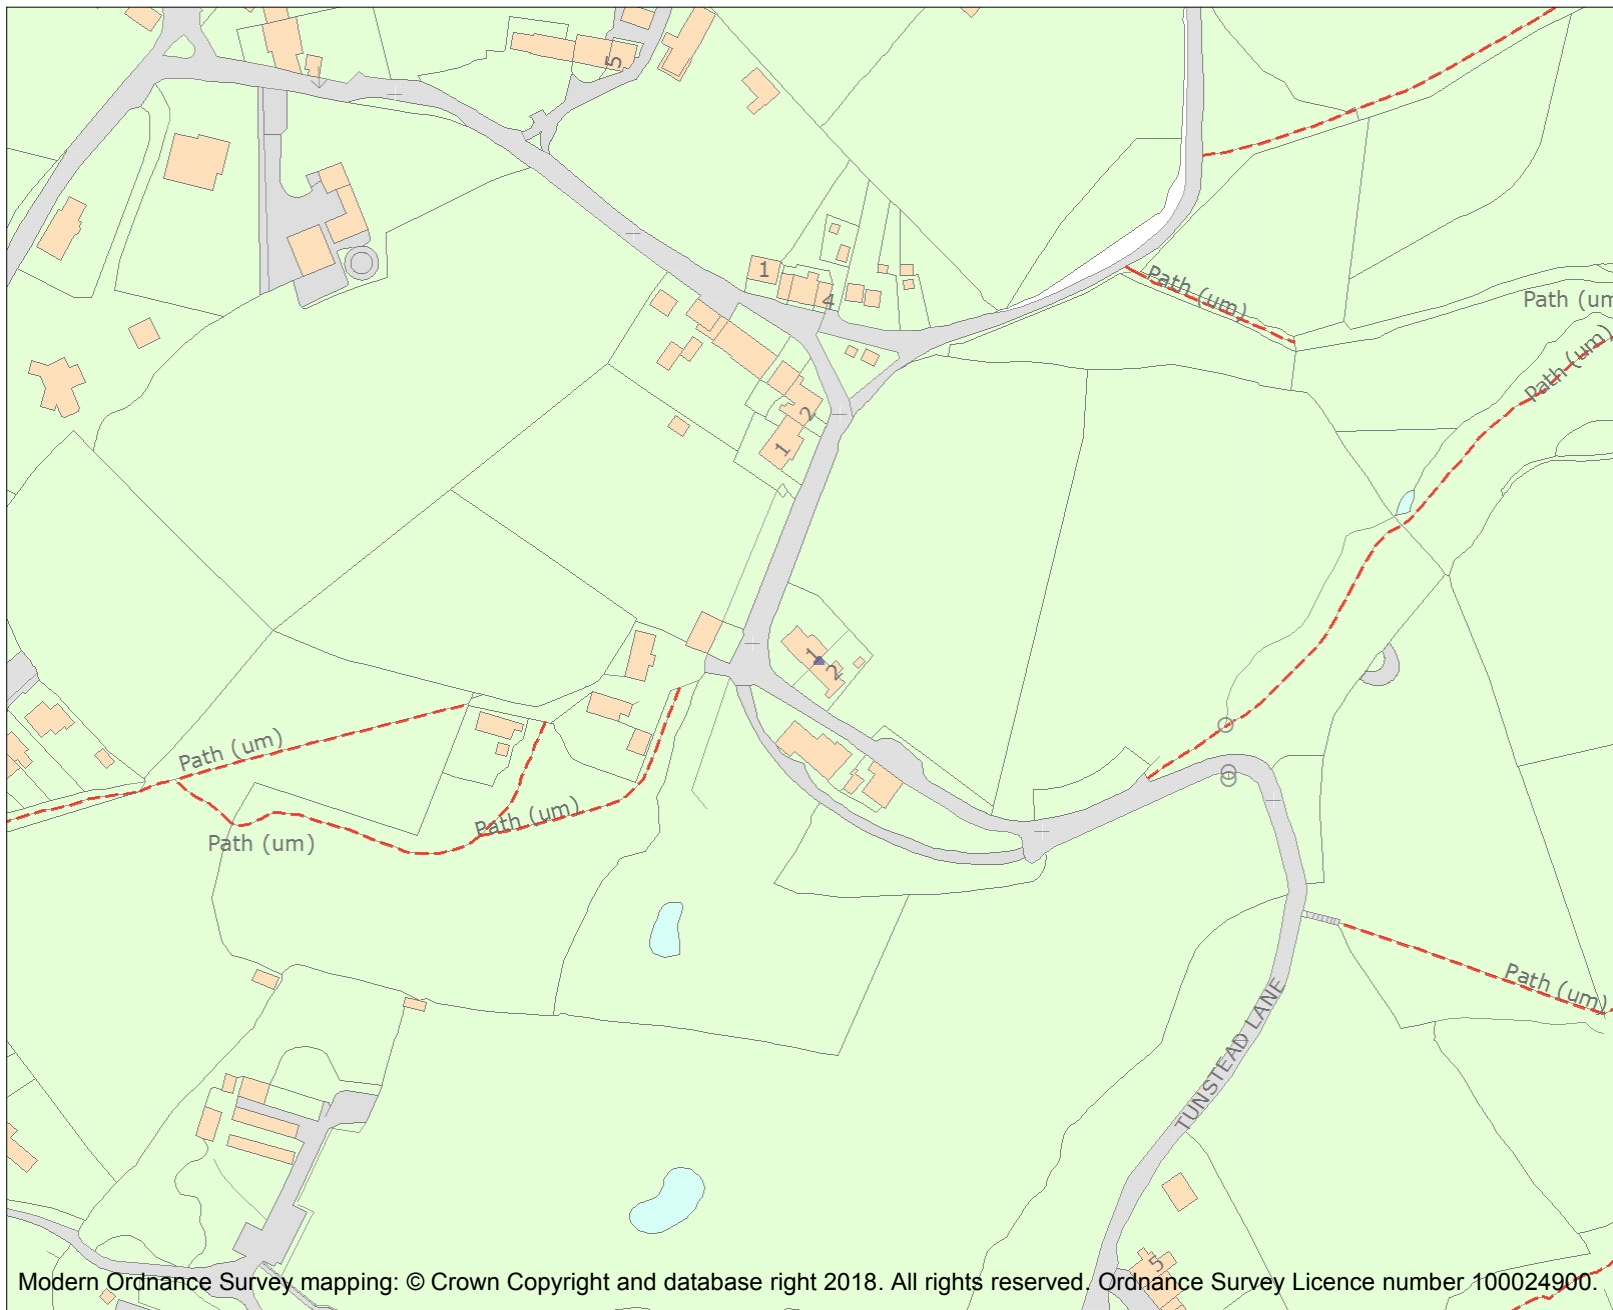 5
1
4
Path (um)
Path (um
Path (um)
2
1
1
2
Path (um)
Path (um)
Path (um)
Path (um)
TUNSTEAD LANE
5
Modern Ordnance Survey mapping: © Crown Copyright and database right 2018. All rights reserved. Ordnance Survey Licence number 100024900.